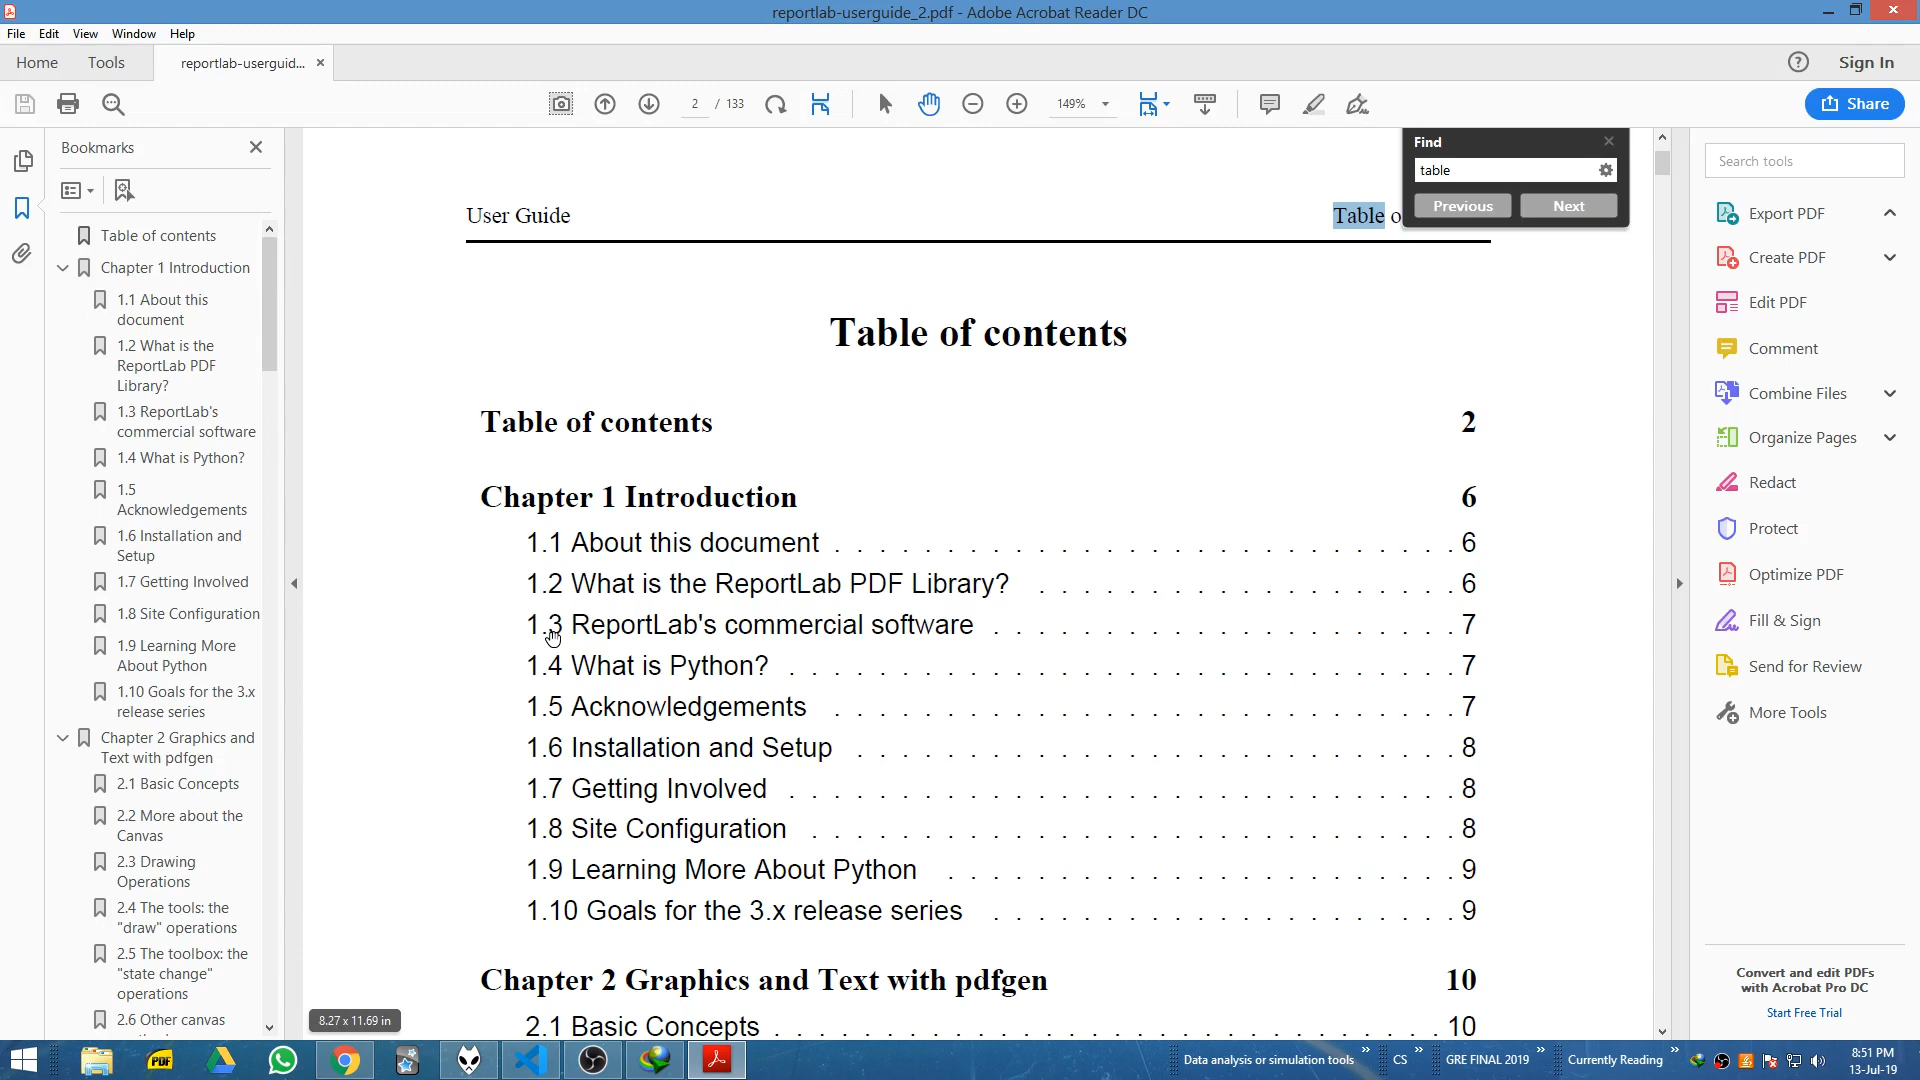 reportlab-userguide_2.pdf - Adobe Acrobat Reader DC
File Edit View Window Help
Home Tools reportlab-userguid... Sign In
2 / 133 149% Share
Bookmarks
Table of contents
Chapter 1 Introduction
1.1 About this
document
1.2 What is the
ReportLab PDF
Library?
1.3 ReportLab's
commercial software
1.4 What is Python?
1.5
Acknowledgements
1.6 Installation and
Setup
1.7 Getting Involved
1.8 Site Configuration
1.9 Learning More
About Python
1.10 Goals for the 3.x
release series
Chapter 2 Graphics and
Text with pdfgen
2.1 Basic Concepts
2.2 More about the
Canvas
2.3 Drawing
Operations
2.4 The tools: the
"draw" operations
2.5 The toolbox: the
"state change"
operations
2.6 Other canvas
User Guide Table o
Find
table
Previous Next
Table of contents
Table of contents 2
Chapter 1 Introduction 6
1.1 About this document . . . . . . . . . . . . . . . . . . . . . . . . . . . . 6
1.2 What is the ReportLab PDF Library? . . . . . . . . . . . . . . . . . . . 6
1.3 ReportLab's commercial software . . . . . . . . . . . . . . . . . . . . . 7
1.4 What is Python? . . . . . . . . . . . . . . . . . . . . . . . . . . . . . . 7
1.5 Acknowledgements . . . . . . . . . . . . . . . . . . . . . . . . . . . . 7
1.6 Installation and Setup . . . . . . . . . . . . . . . . . . . . . . . . . . . 8
1.7 Getting Involved . . . . . . . . . . . . . . . . . . . . . . . . . . . . . . 8
1.8 Site Configuration . . . . . . . . . . . . . . . . . . . . . . . . . . . . . 8
1.9 Learning More About Python . . . . . . . . . . . . . . . . . . . . . . . 9
1.10 Goals for the 3.x release series . . . . . . . . . . . . . . . . . . . . . 9
Chapter 2 Graphics and Text with pdfgen 10
2.1 Basic Concepts . . . . . . . . . . . . . . . . . . . . . . . . . . . . . . 10
8.27 x 11.69 in
Search tools
Export PDF
Create PDF
Edit PDF
Comment
Combine Files
Organize Pages
Redact
Protect
Optimize PDF
Fill & Sign
Send for Review
More Tools
Convert and edit PDFs
with Acrobat Pro DC
Start Free Trial
PDF
Data analysis or simulation tools » CS » GRE FINAL 2019 » Currently Reading »
8:51 PM
13-Jul-19